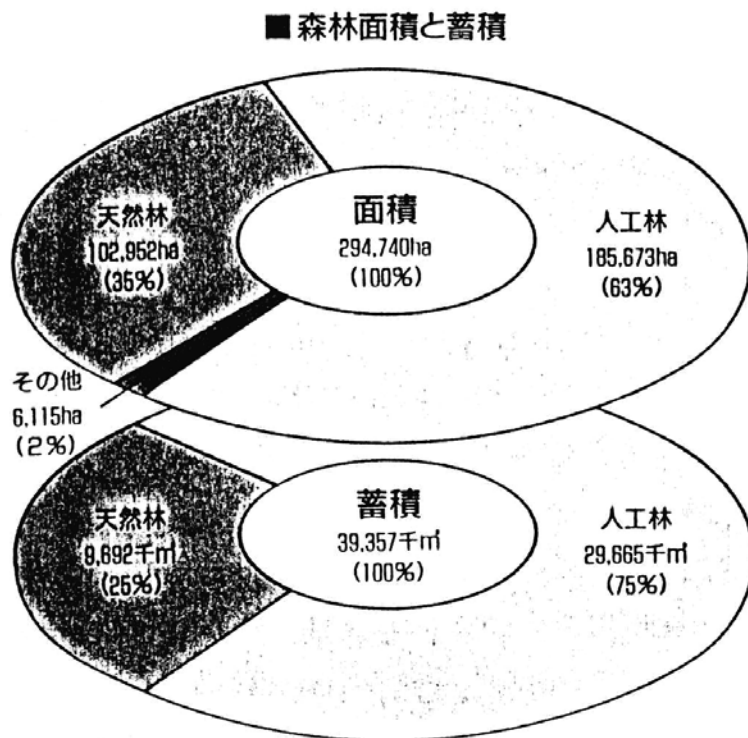 ■森林面積と蓄積
天然林
102,952ha
(35%)
面積
294,740ha
(100%)
人工林
185,673ha
(63%)
その他
6,115ha
(2%)
天然林
9,692千㎥
(25%)
蓄積
39,357千㎥
(100%)
人工林
29,665千㎥
(75%)